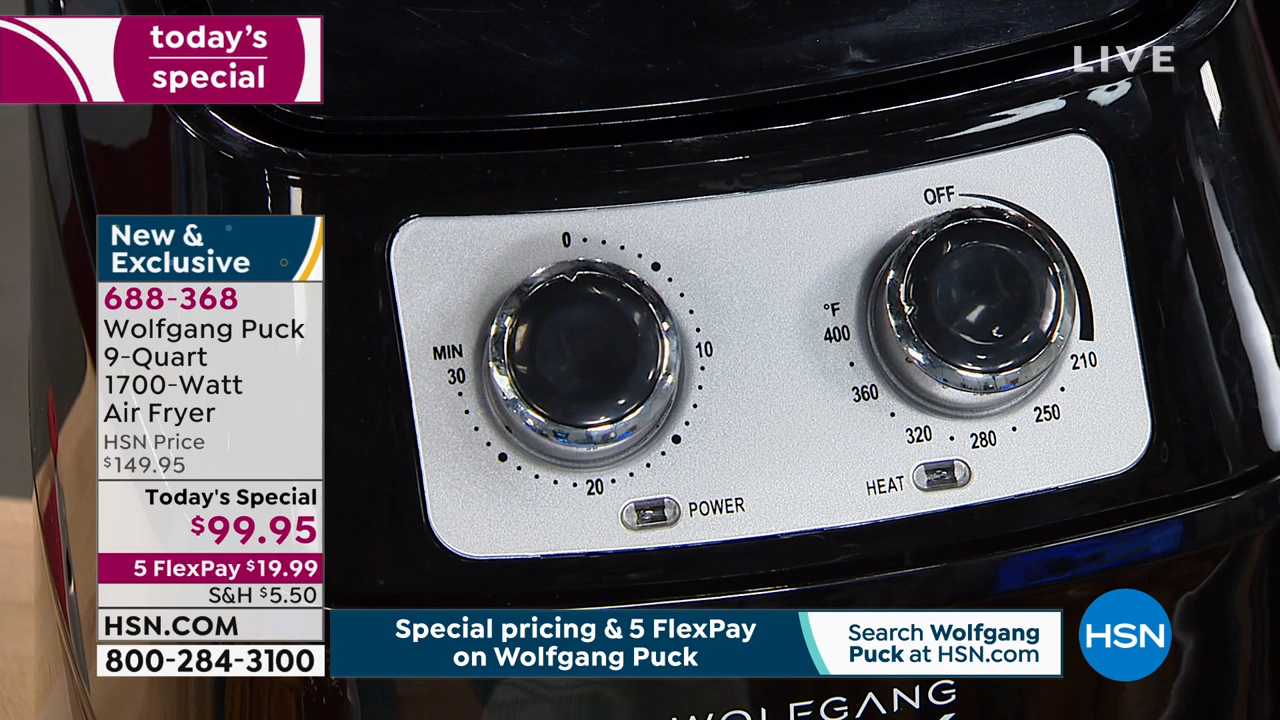 today's
special
LIVE
New &
Exclusive
688-368
Wolfgang Puck
9-Quart
1700-Watt
Air Fryer
HSN Price
$149.95
Today's Special
$99.95
5 FlexPay $19.99
S&H $5.50
HSN.COM
800-284-3100
0
10
20
MIN
30
POWER
OFF
°F
400
360
320
280
250
210
HEAT
Special pricing & 5 FlexPay
on Wolfgang Puck
Search Wolfgang
Puck at HSN.com
HSN
WOLFGANG